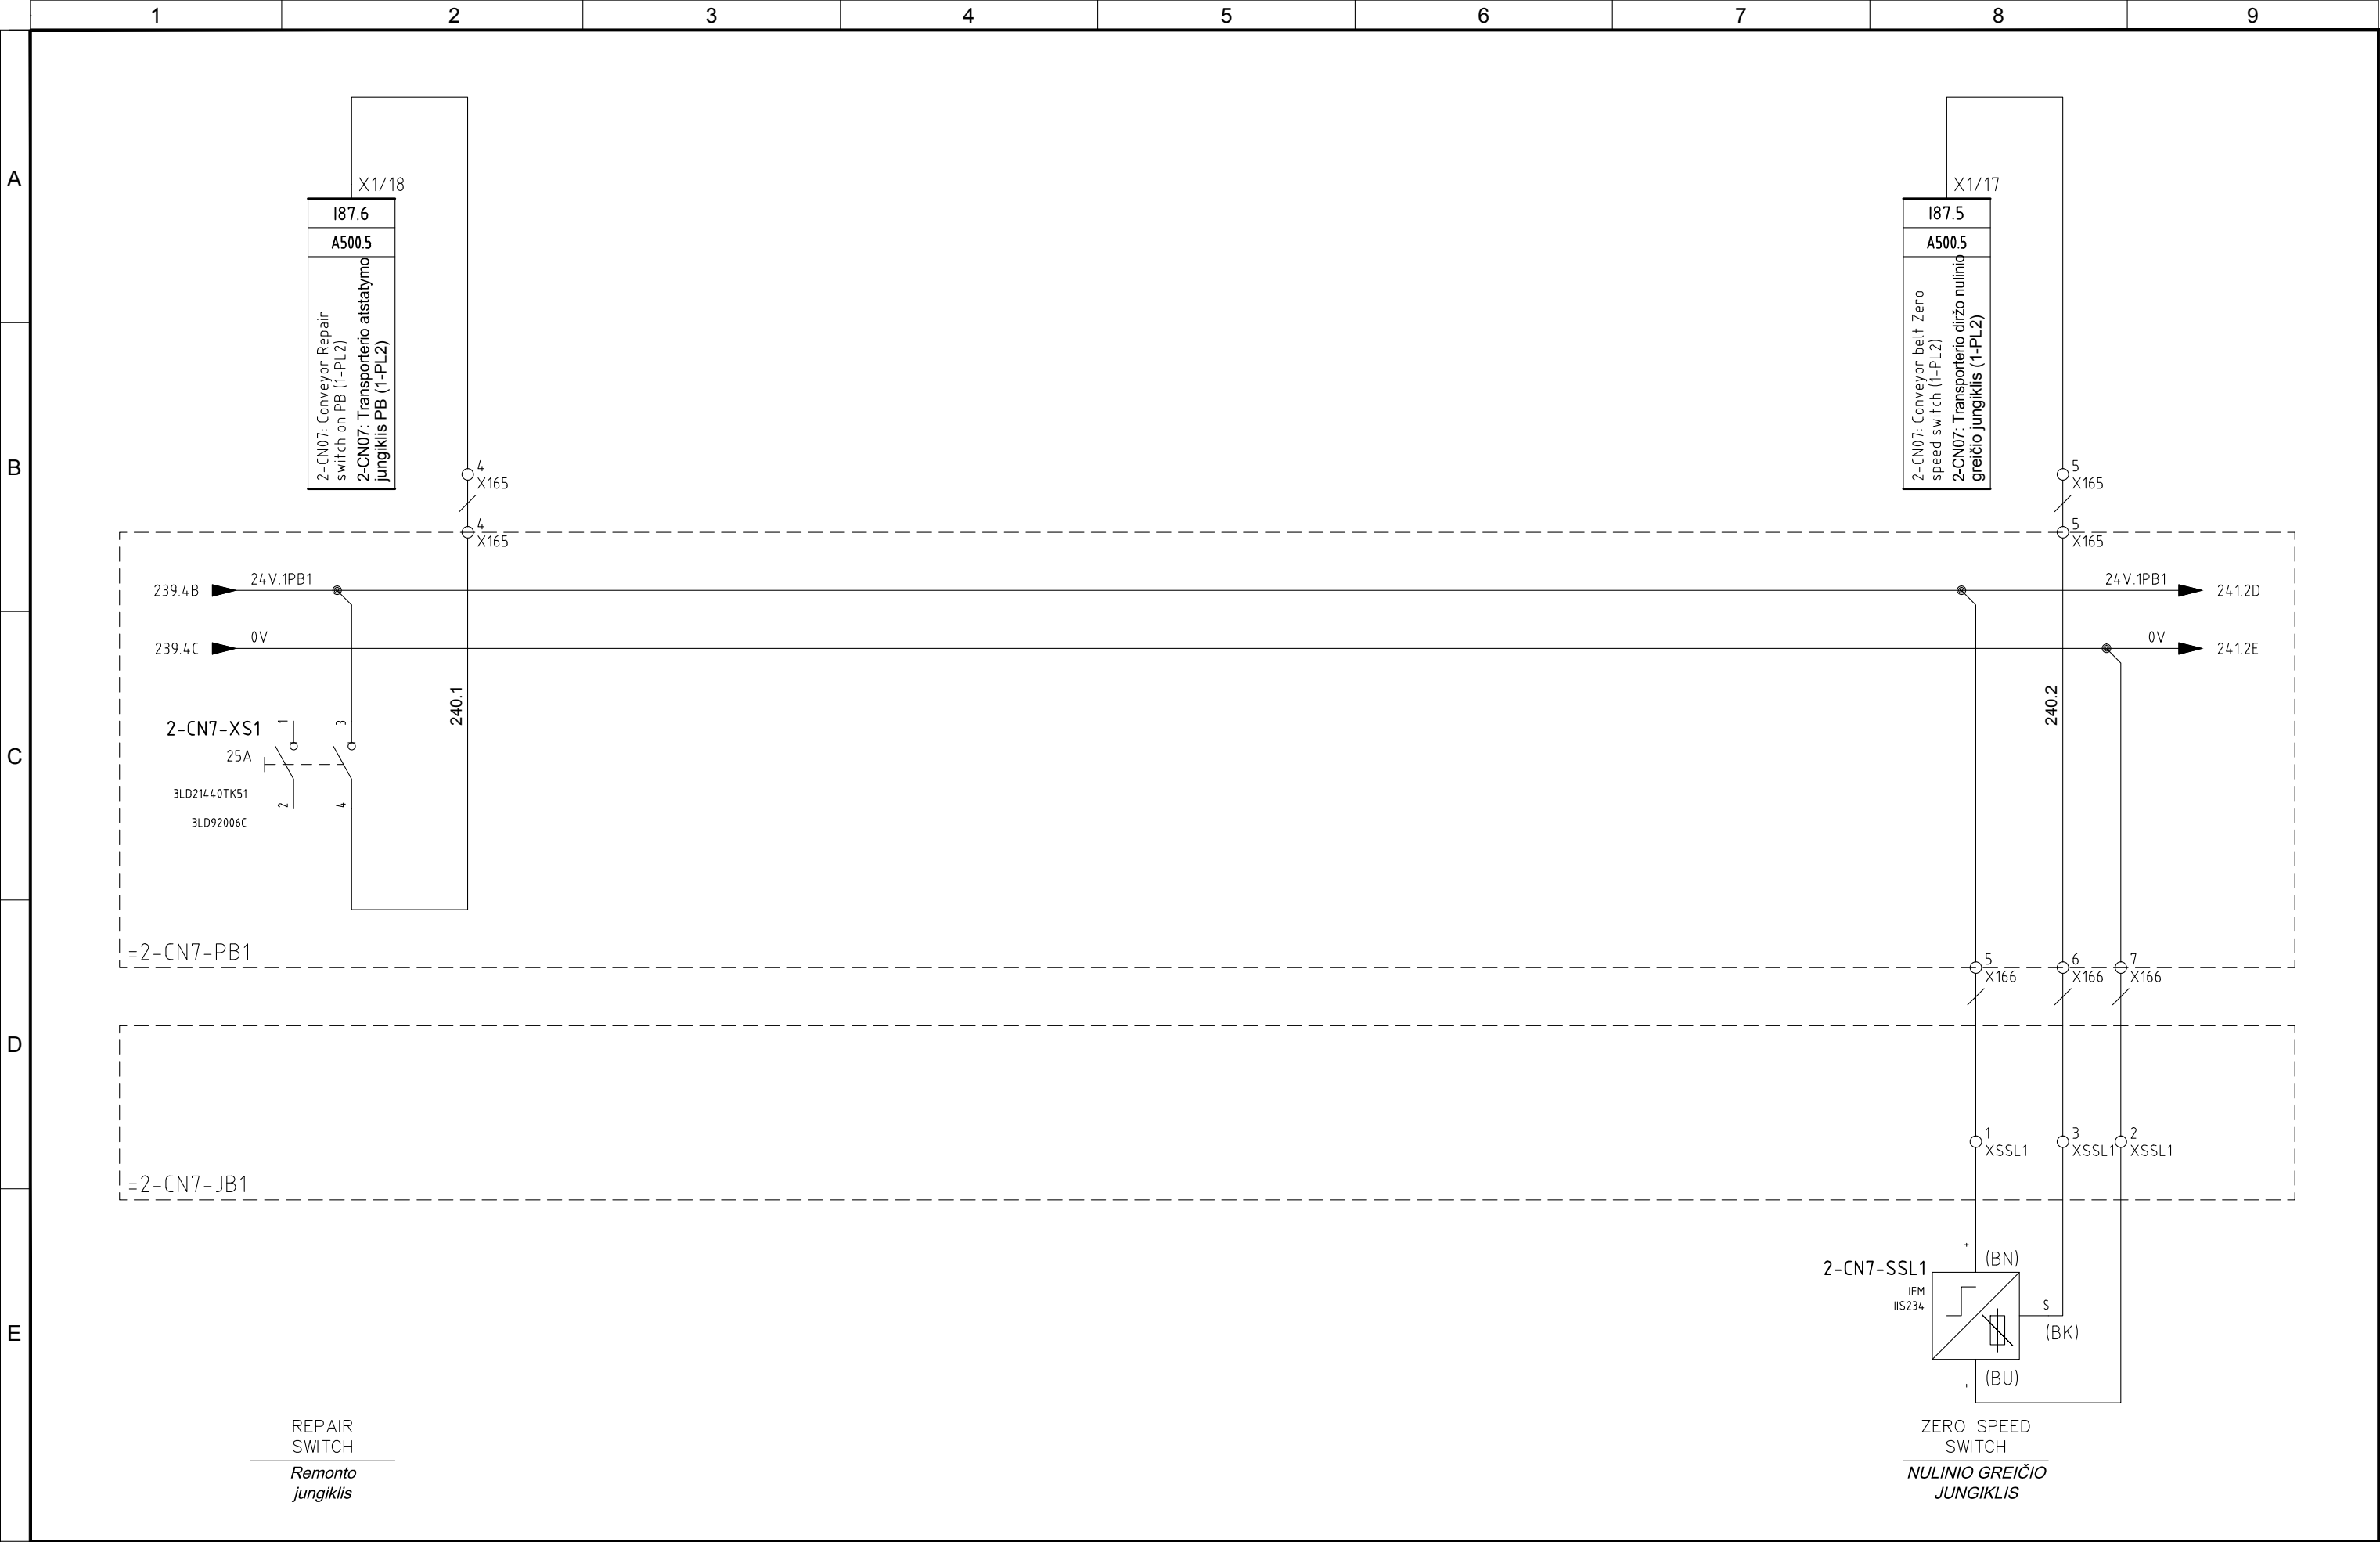 1 2 3 4 5 6 7 8 9
A
B
C
D
E
X1/18
I87.6
A500.5
2-CN07: Conveyor Repair
switch on PB (1-PL2)
2-CN07: Transporterio atstatymo
jungiklis PB (1-PL2)
4
X165
4
X165
X1/17
I87.5
A500.5
2-CN07: Conveyor belt Zero
speed switch (1-PL2)
2-CN07: Transporterio diržo nulinio
greičio jungiklis (1-PL2)
5
X165
5
X165
239.4B
24V.1PB1
24V.1PB1
241.2D
239.4C
0V
0V
241.2E
240.1
240.2
2-CN7-XS1
25A
3LD21440TK51
3LD92006C
1
2
3
4
=2-CN7-PB1
5
X166
6
X166
7
X166
=2-CN7-JB1
1
XSSL1
3
XSSL1
2
XSSL1
2-CN7-SSL1
IFM
IIS234
+
(BN)
S
(BK)
-
(BU)
REPAIR
SWITCH
Remonto
jungiklis
ZERO SPEED
SWITCH
NULINIO GREIČIO
JUNGIKLIS